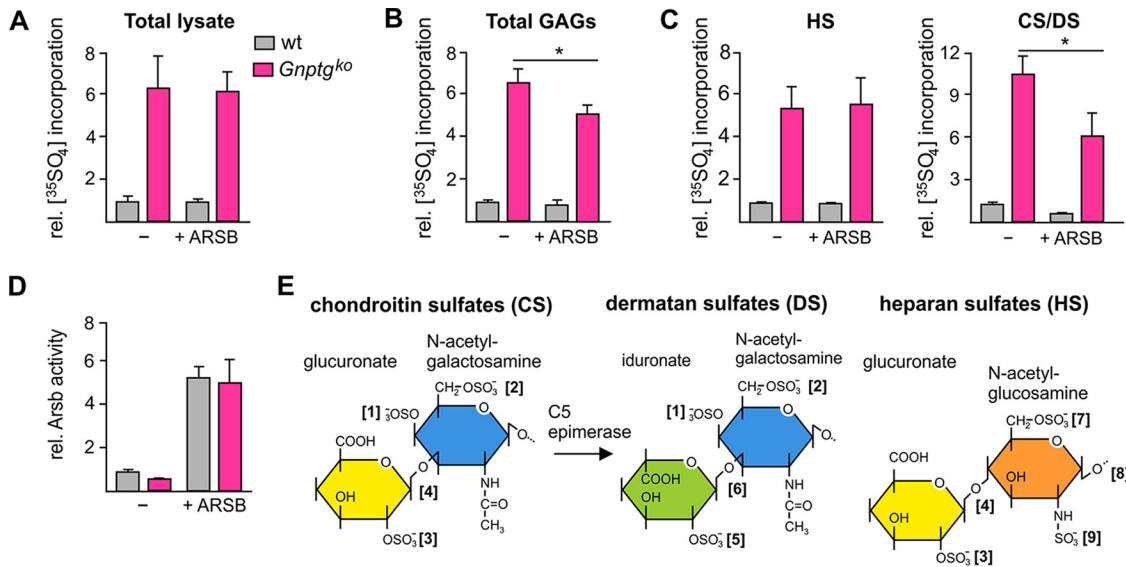 A
Total lysate
rel. [³⁵SO₄] incorporation
8
6
4
2
– + ARSB
wt
Gnptgᵏᵒ
B
Total GAGs
rel. [³⁵SO₄] incorporation
8
6
4
2
*
– + ARSB
C
HS
rel. [³⁵SO₄] incorporation
8
6
4
2
– + ARSB
CS/DS
rel. [³⁵SO₄] incorporation
12
9
6
3
*
– + ARSB
D
rel. Arsb activity
8
6
4
2
– + ARSB
E
chondroitin sulfates (CS)
glucuronate
N-acetyl-
galactosamine
CH₂–OSO₃⁻ [2]
[1] ⁻₃OSO
O
O
COOH
O
O
[4]
OH
NH
C=O
CH₃
OSO₃⁻ [3]
C5
epimerase
dermatan sulfates (DS)
iduronate
N-acetyl-
galactosamine
CH₂–OSO₃⁻ [2]
[1] ⁻₃OSO
O
O
O
O
COOH
[6]
OH
NH
C=O
CH₃
OSO₃⁻ [5]
heparan sulfates (HS)
glucuronate
N-acetyl-
glucosamine
CH₂–OSO₃⁻ [7]
O
COOH
O
O
OH
O
[8]
[4]
OH
NH
SO₃⁻ [9]
OSO₃⁻ [3]